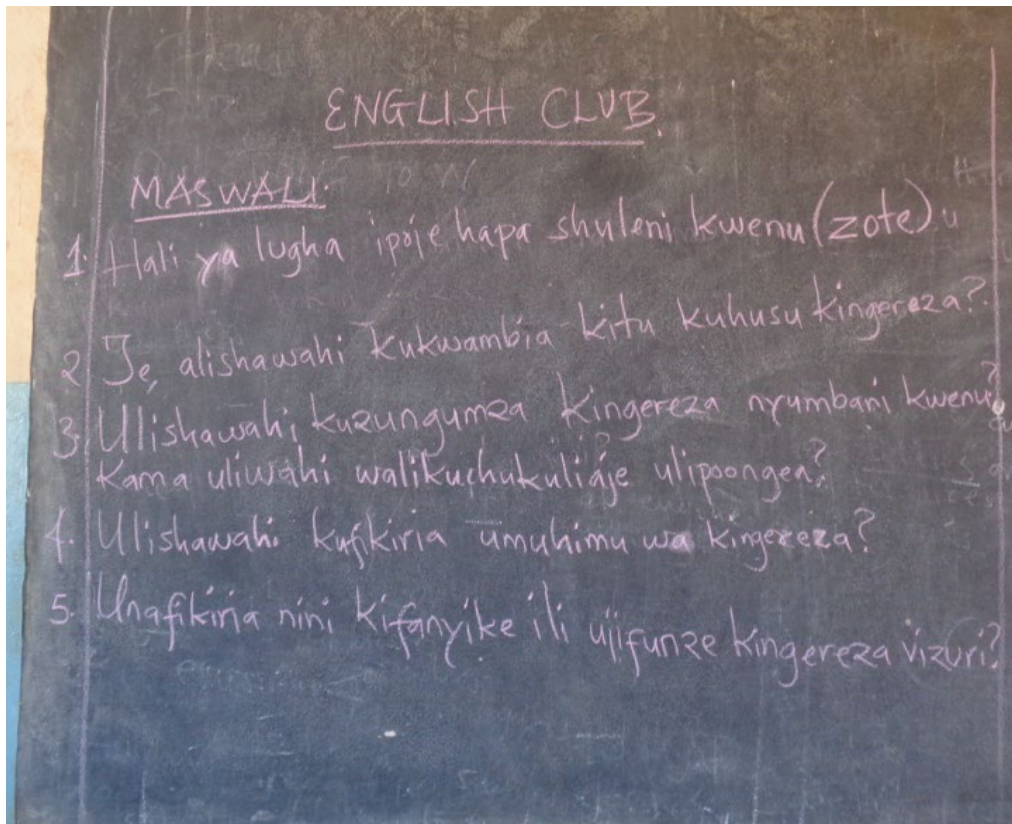 ENGLISH CLUB.
MASWALI.
1. Hali ya lugha ipoje hapa shuleni kwenu (zote).
2 Je, alishawahi kukwambia kitu kuhusu kingereza?
3. Ulishawahi kuzungumza kingereza nyumbani kwenu?
Kama uliwahi walikuchukuliaje ulipoongea?
4. Ulishawahi kufikiria umuhimu wa kingereza?
5. Unafikiria nini kifanyike ili ujifunze kingereza vizuri?